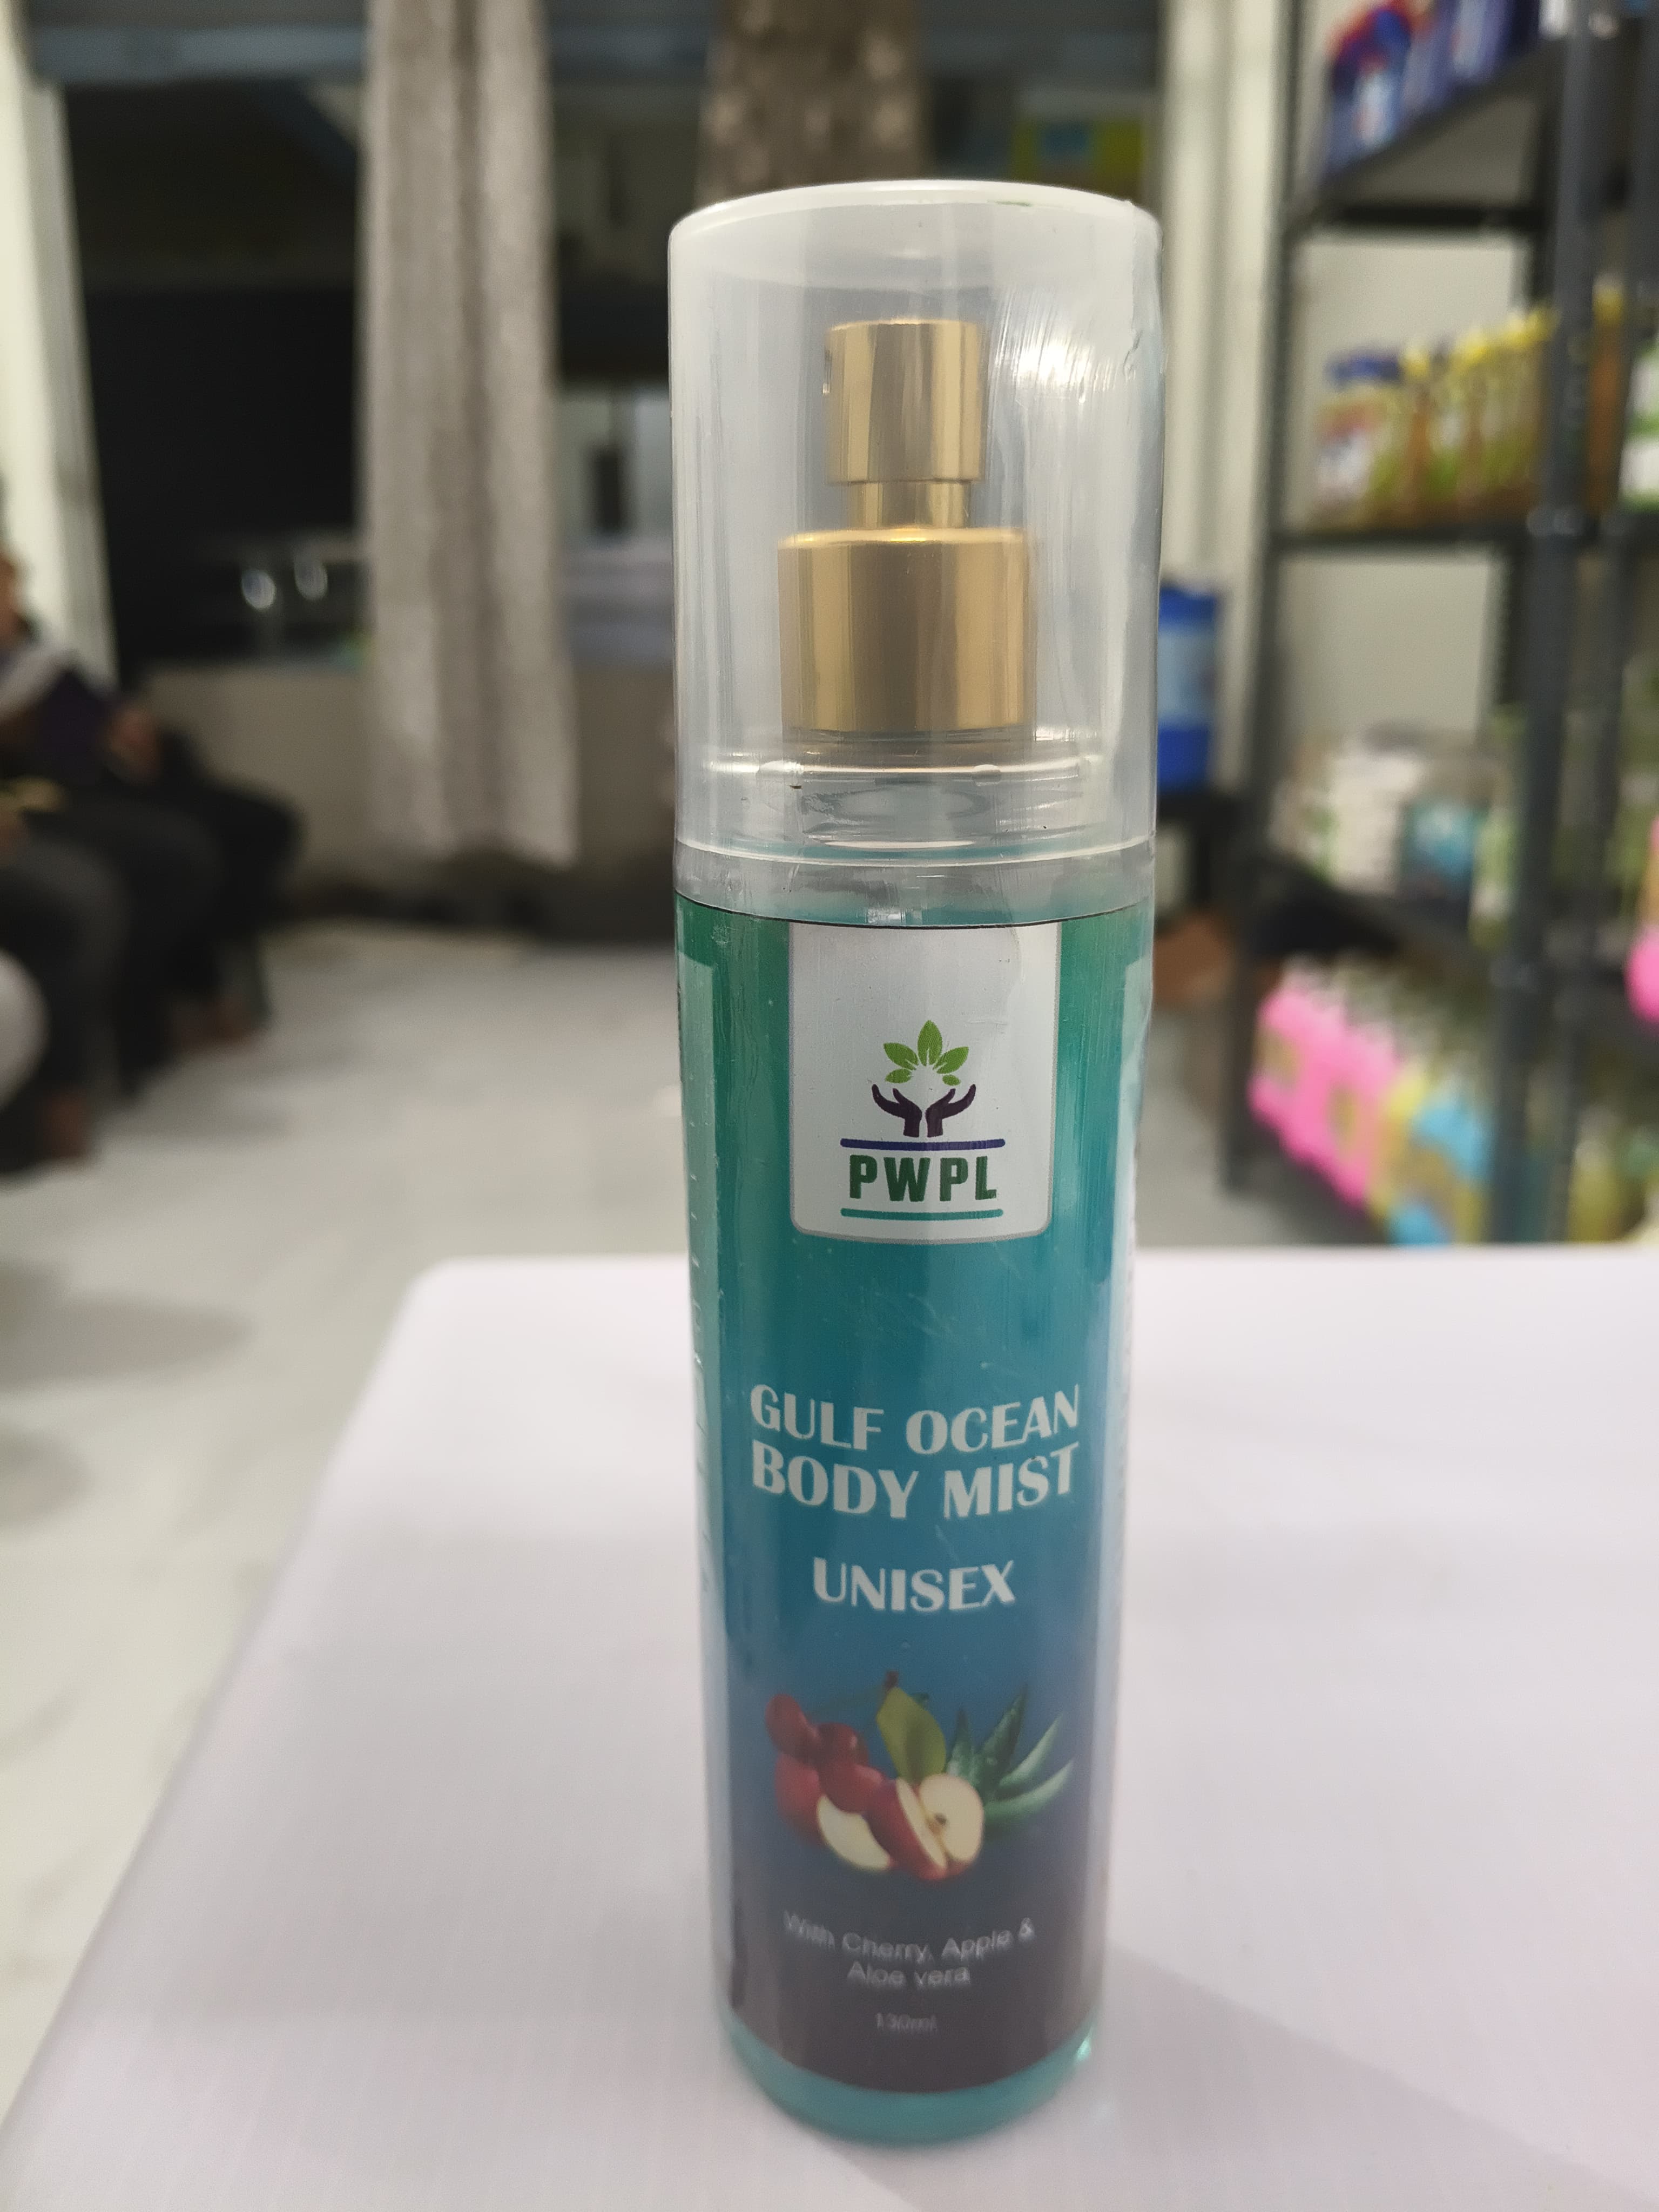 PWPL
GULF OCEAN
BODY MIST
UNISEX
With Cherry, Apple &
Aloe vera
130ml